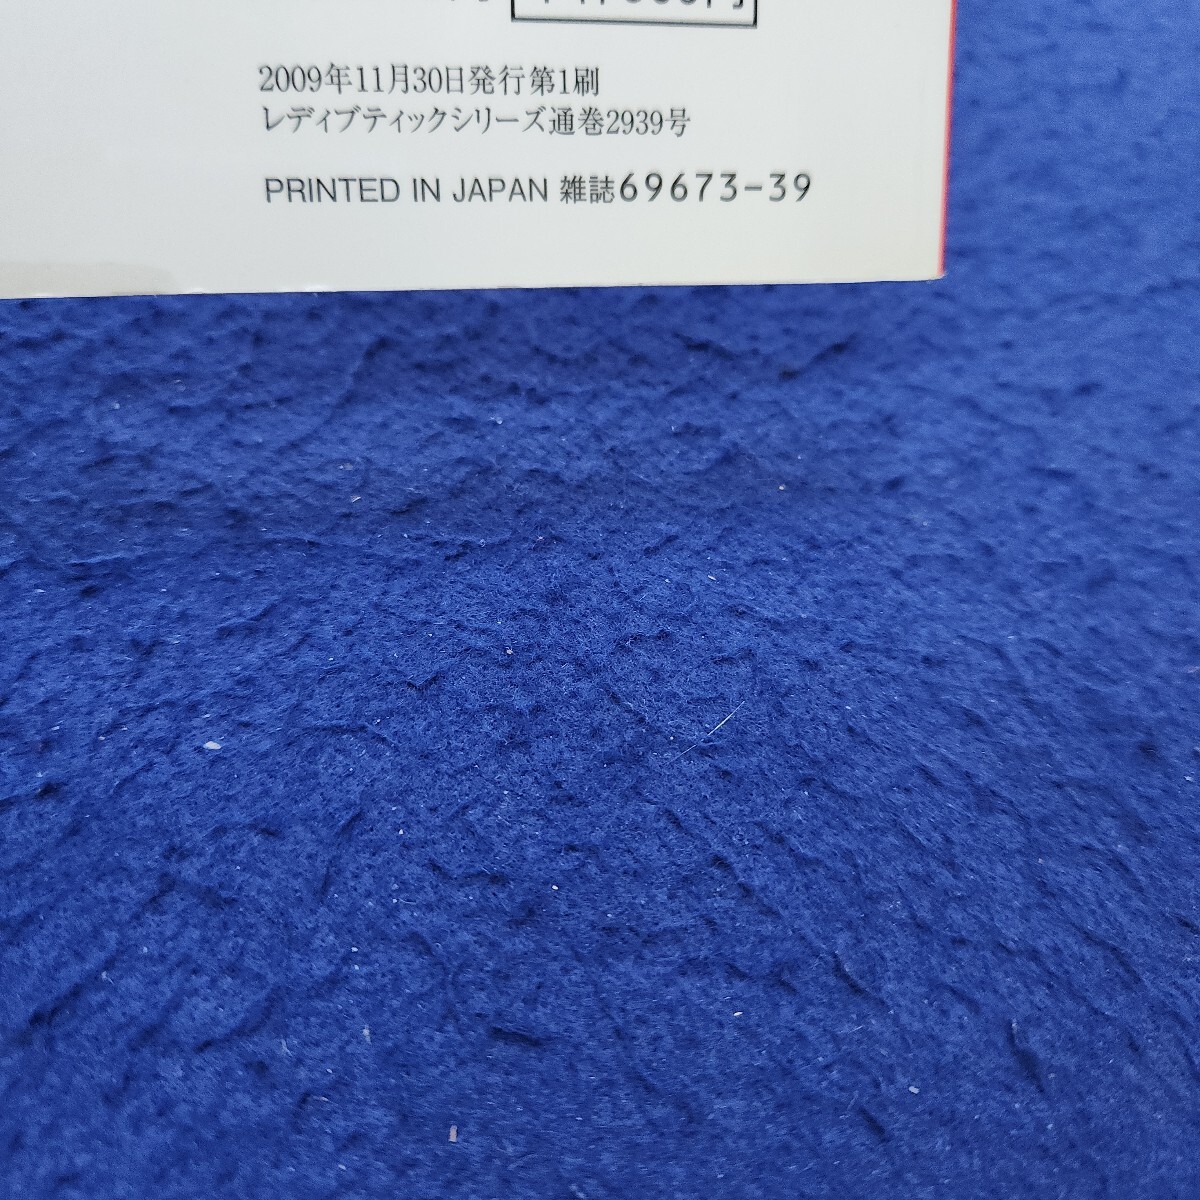 2009年11月30日発行第1刷
レディブティックシリーズ通巻2939号
PRINTED IN JAPAN 雑誌69673-39